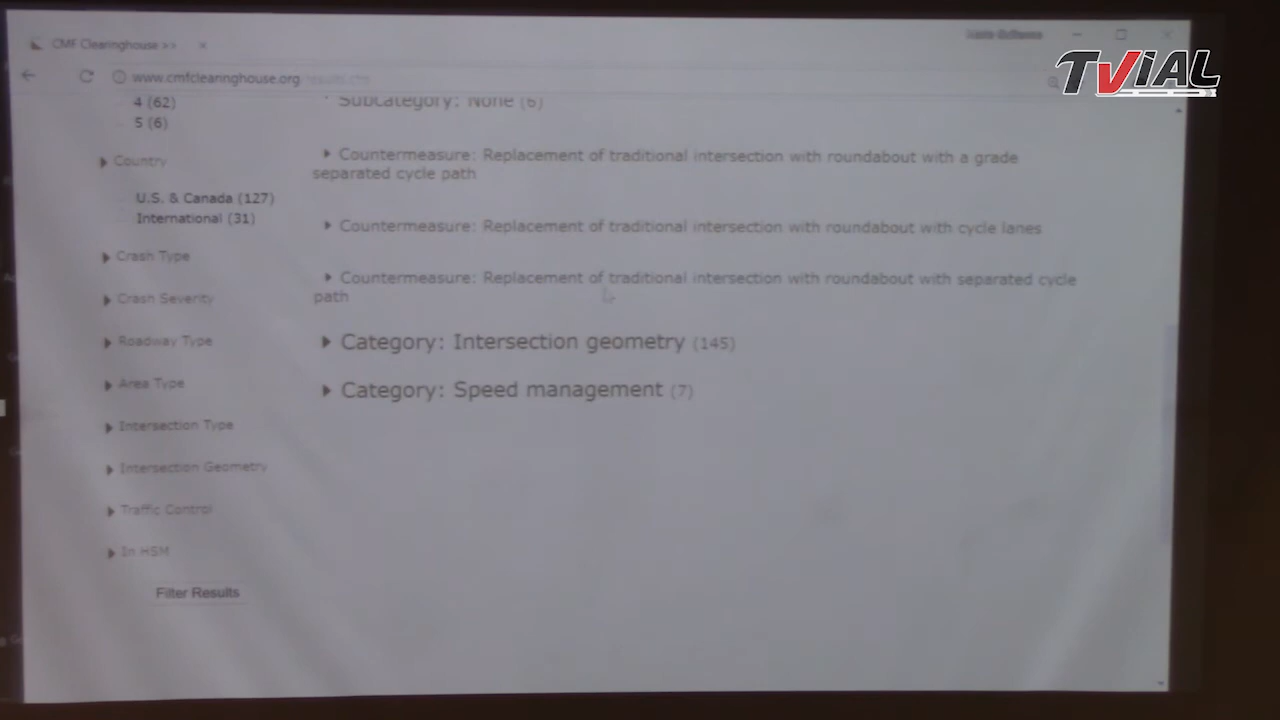 CMF Clearinghouse >>
www.cmfclearinghouse.org
TVIAL
4 (62)
5 (6)
Country
U.S. & Canada (127)
International (31)
Crash Type
Crash Severity
Roadway Type
Area Type
Intersection Type
Intersection Geometry
Traffic Control
In HSM
Filter Results
Subcategory: None (6)
Countermeasure: Replacement of traditional intersection with roundabout with a grade
separated cycle path
Countermeasure: Replacement of traditional intersection with roundabout with cycle lanes
Countermeasure: Replacement of traditional intersection with roundabout with separated cycle
path
Category: Intersection geometry (145)
Category: Speed management (7)